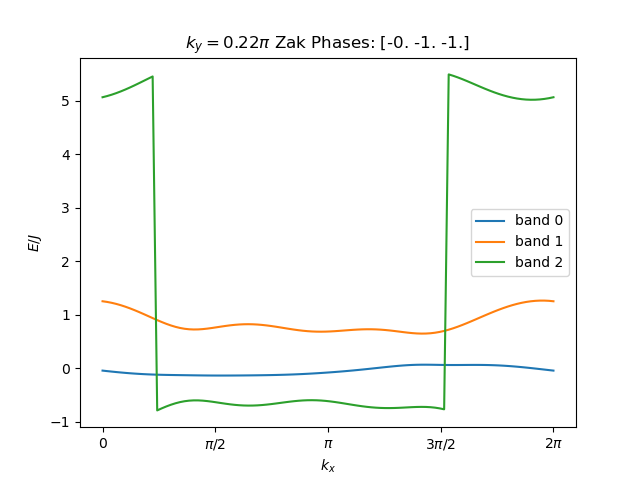 k_y = 0.22π Zak Phases: [-0. -1. -1.]
E/J
5
4
3
2
1
0
−1
band 0
band 1
band 2
0
π/2
π
3π/2
2π
k_x